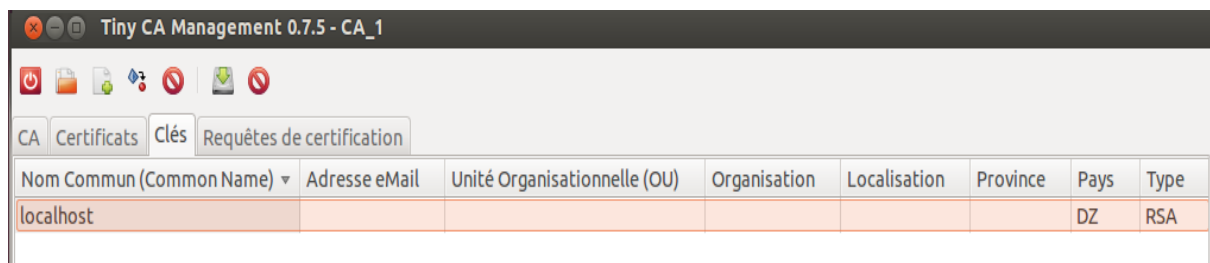 Tiny CA Management 0.7.5 - CA_1
CA Certificats Clés Requêtes de certification
Nom Commun (Common Name) Adresse eMail Unité Organisationnelle (OU) Organisation Localisation Province Pays Type
localhost DZ RSA